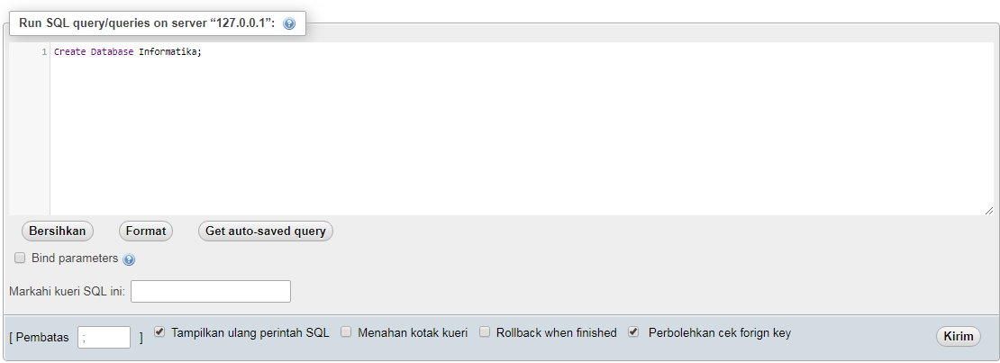 Run SQL query/queries on server “127.0.0.1”:
1 Create Database Informatika;
Bersihkan Format Get auto-saved query
Bind parameters
Markahi kueri SQL ini:
[ Pembatas ; ] Tampilkan ulang perintah SQL Menahan kotak kueri Rollback when finished Perbolehkan cek forign key Kirim